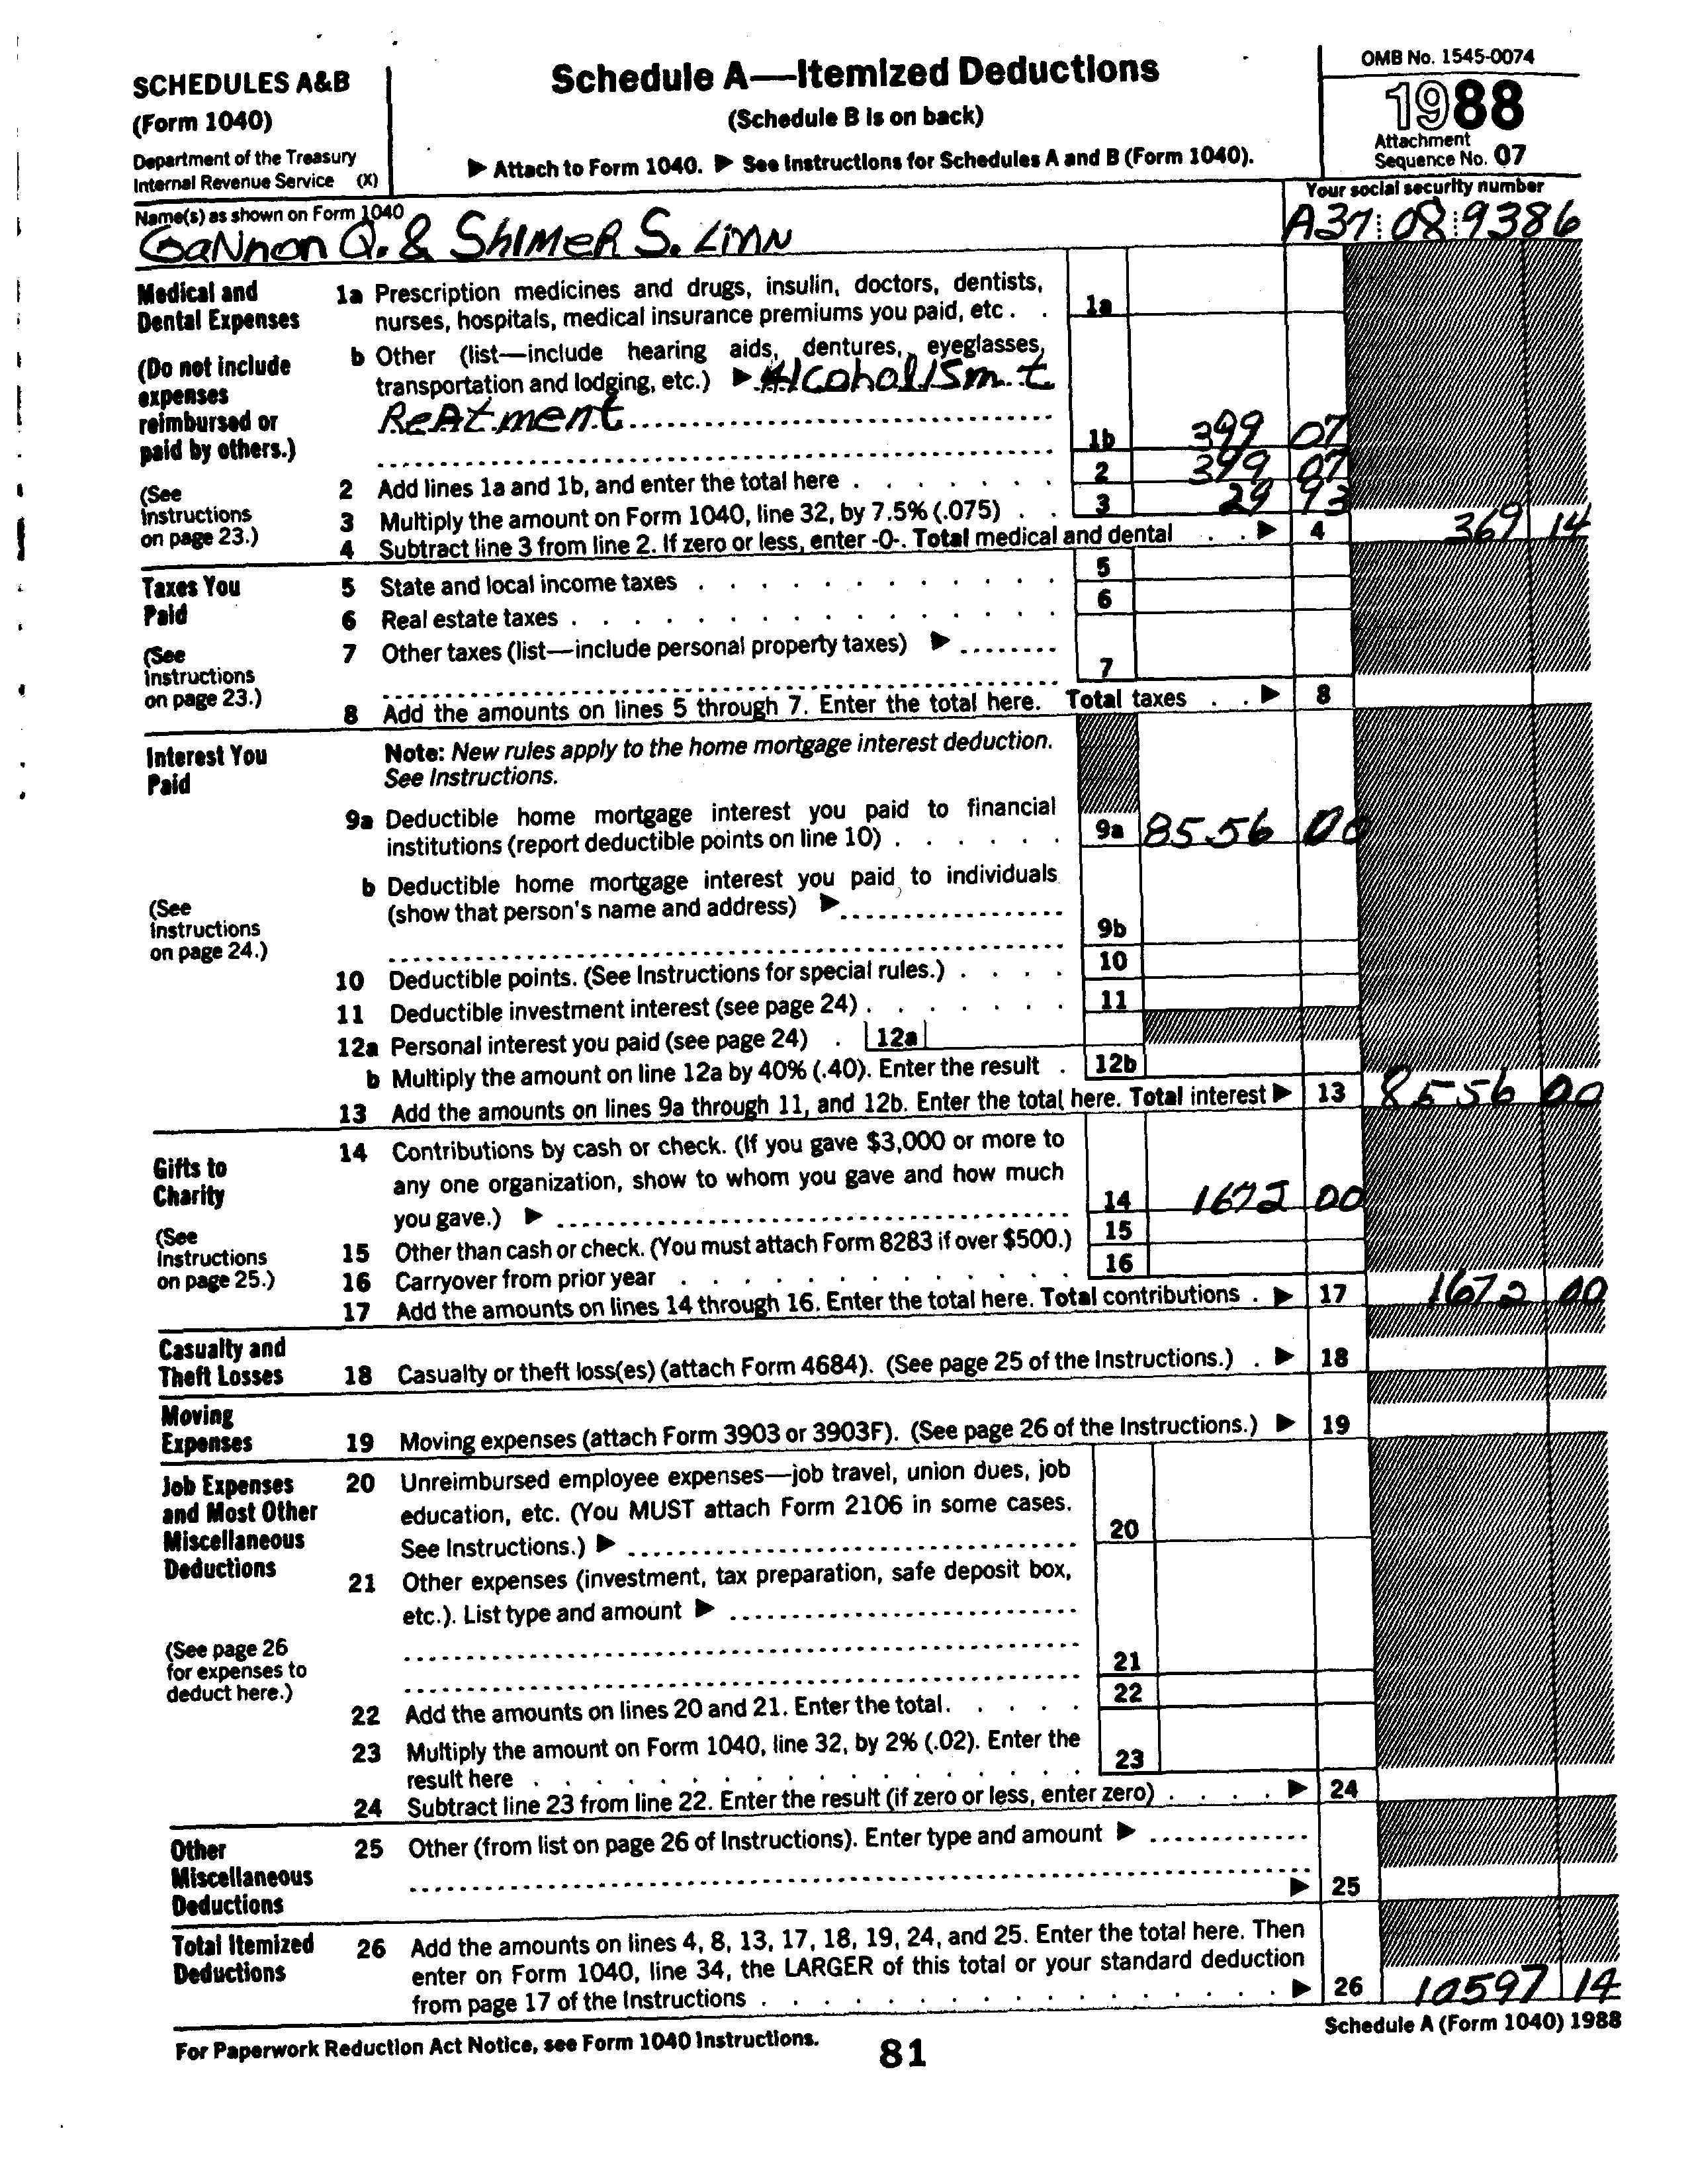 SCHEDULES A&B
(Form 1040)
Department of the Treasury
Internal Revenue Service (X)
Schedule A—Itemized Deductions
(Schedule B is on back)
▶ Attach to Form 1040. ▶ See Instructions for Schedules A and B (Form 1040).
OMB No. 1545-0074
1988
Attachment
Sequence No. 07
Name(s) as shown on Form 1040
Your social security number
GaNnon Q. & SHIMER S. Linn
A37:08:9386
Medical and
Dental Expenses
(Do not include
expenses
reimbursed or
paid by others.)
(See
Instructions
on page 23.)
1a Prescription medicines and drugs, insulin, doctors, dentists,
nurses, hospitals, medical insurance premiums you paid, etc . . 1a
b Other (list—include hearing aids, dentures, eyeglasses,
transportation and lodging, etc.) ▶ AlcohalISm t
ReAtment
1b 399 07
2 Add lines 1a and 1b, and enter the total here . . . . . . . 2 399 07
3 Multiply the amount on Form 1040, line 32, by 7.5% (.075) . . 3 29 93
4 Subtract line 3 from line 2. If zero or less, enter -0-. Total medical and dental . . ▶ 4 369 14
Taxes You
Paid
(See
Instructions
on page 23.)
5 State and local income taxes . . . . . . . . . . . . 5
6 Real estate taxes . . . . . . . . . . . . . . . . 6
7 Other taxes (list—include personal property taxes) ▶
7
8 Add the amounts on lines 5 through 7. Enter the total here. Total taxes . . ▶ 8
Interest You
Paid
(See
Instructions
on page 24.)
Note: New rules apply to the home mortgage interest deduction.
See Instructions.
9a Deductible home mortgage interest you paid to financial
institutions (report deductible points on line 10) . . . . . . 9a 8556 00
b Deductible home mortgage interest you paid to individuals
(show that person's name and address) ▶
9b
10 Deductible points. (See Instructions for special rules.) . . . . 10
11 Deductible investment interest (see page 24) . . . . . . . 11
12a Personal interest you paid (see page 24) . 12a
b Multiply the amount on line 12a by 40% (.40). Enter the result . 12b
13 Add the amounts on lines 9a through 11, and 12b. Enter the total here. Total interest ▶ 13 8556 00
Gifts to
Charity
(See
Instructions
on page 25.)
14 Contributions by cash or check. (If you gave $3,000 or more to
any one organization, show to whom you gave and how much
you gave.) ▶ 14 1672 00
15 Other than cash or check. (You must attach Form 8283 if over $500.) 15
16 Carryover from prior year . . . . . . . . . . . . . 16
17 Add the amounts on lines 14 through 16. Enter the total here. Total contributions . ▶ 17 1672 00
Casualty and
Theft Losses
18 Casualty or theft loss(es) (attach Form 4684). (See page 25 of the Instructions.) . ▶ 18
Moving
Expenses
19 Moving expenses (attach Form 3903 or 3903F). (See page 26 of the Instructions.) ▶ 19
Job Expenses
and Most Other
Miscellaneous
Deductions
(See page 26
for expenses to
deduct here.)
20 Unreimbursed employee expenses—job travel, union dues, job
education, etc. (You MUST attach Form 2106 in some cases.
See Instructions.) ▶ 20
21 Other expenses (investment, tax preparation, safe deposit box,
etc.). List type and amount ▶
21
22 Add the amounts on lines 20 and 21. Enter the total. . . . . 22
23 Multiply the amount on Form 1040, line 32, by 2% (.02). Enter the
result here . . . . . . . . . . . . . . . . . . 23
24 Subtract line 23 from line 22. Enter the result (if zero or less, enter zero) . . . . ▶ 24
Other
Miscellaneous
Deductions
25 Other (from list on page 26 of Instructions). Enter type and amount ▶
▶ 25
Total Itemized
Deductions
26 Add the amounts on lines 4, 8, 13, 17, 18, 19, 24, and 25. Enter the total here. Then
enter on Form 1040, line 34, the LARGER of this total or your standard deduction
from page 17 of the Instructions . . . . . . . . . . . . . . . . . ▶ 26 10597 14
For Paperwork Reduction Act Notice, see Form 1040 Instructions.
81
Schedule A (Form 1040) 1988